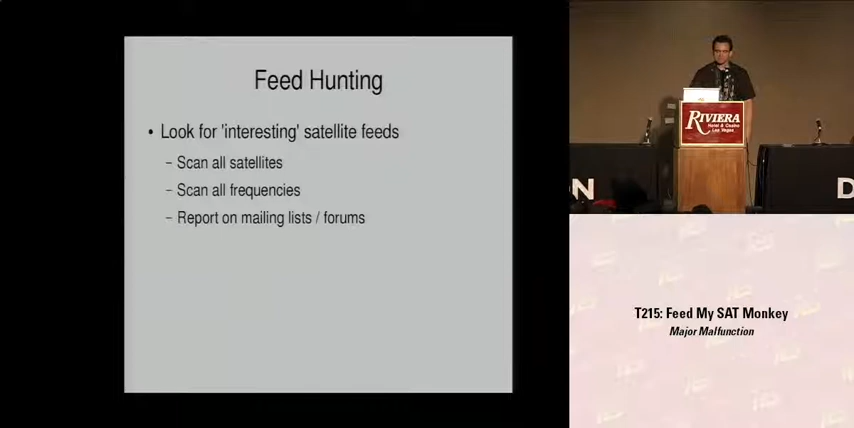 Feed Hunting
• Look for 'interesting' satellite feeds
– Scan all satellites
– Scan all frequencies
– Report on mailing lists / forums
RIVIERA
Hotel & Casino
Las Vegas
N
D
T215: Feed My SAT Monkey
Major Malfunction